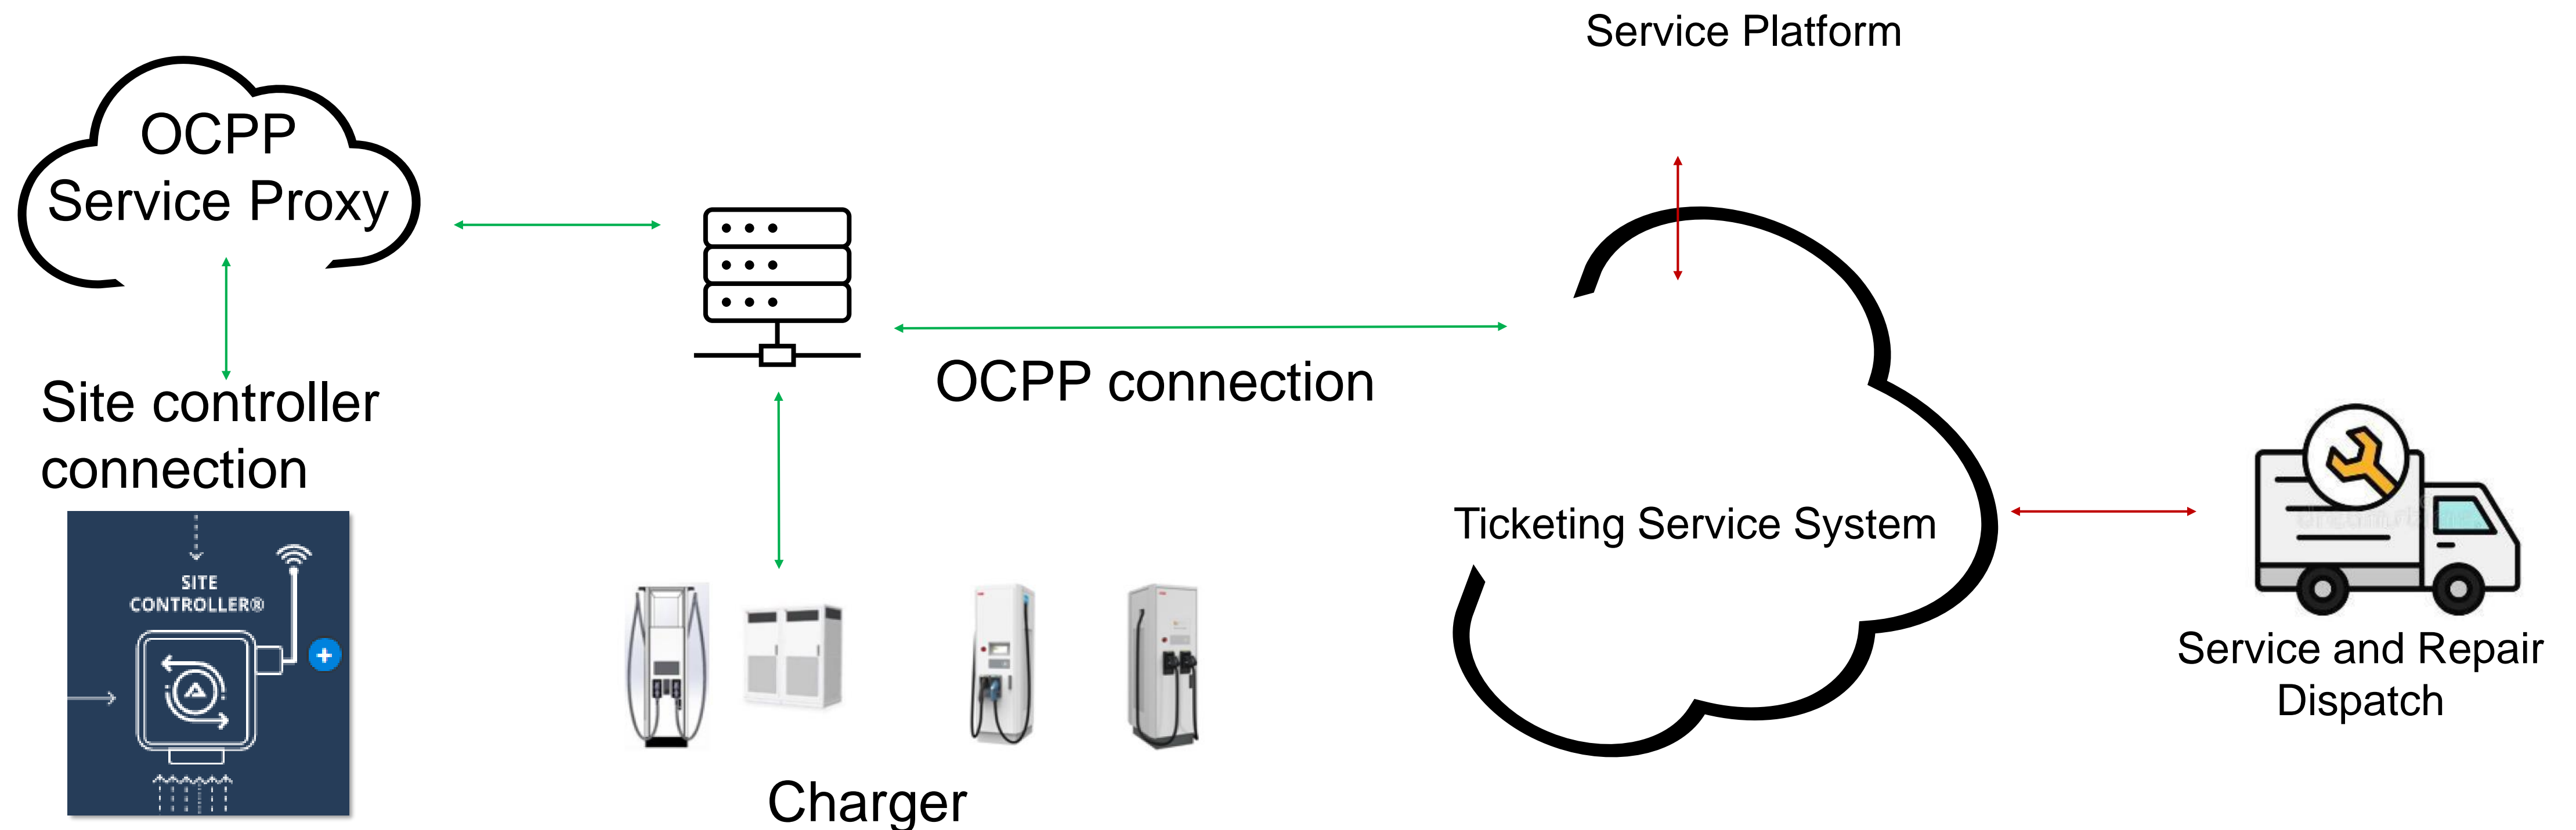 Service Platform
OCPP
Service Proxy
Site controller
connection
OCPP connection
SITE
CONTROLLER®
Ticketing Service System
Service and Repair
Dispatch
Charger